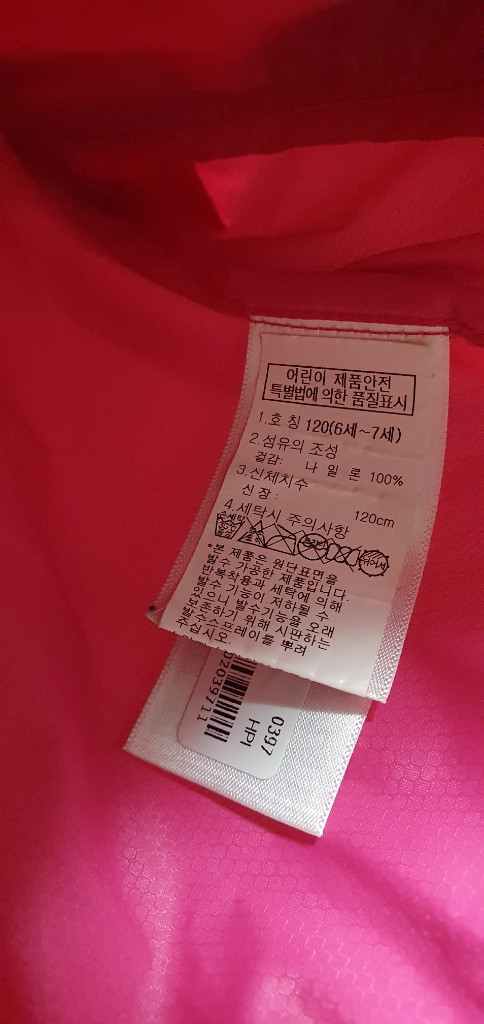 어린이 제품안전
특별법에 의한 품질표시
1.호 칭 120(6세~7세)
2.섬유의 조성
겉감: 나 일 론 100%
3.신체치수
신 장: 120cm
4.세탁시 주의사항
손세탁
*본 제품은 원단표면을
발수 가공한 제품입니다.
반복착용과 세탁에 의해
발수 기능이 저하될 수
있으니 발수기능을 오래
보존하기 위해 시판하는
발수스프레이를 뿌려
주십시오.
02039711
0397
HPI